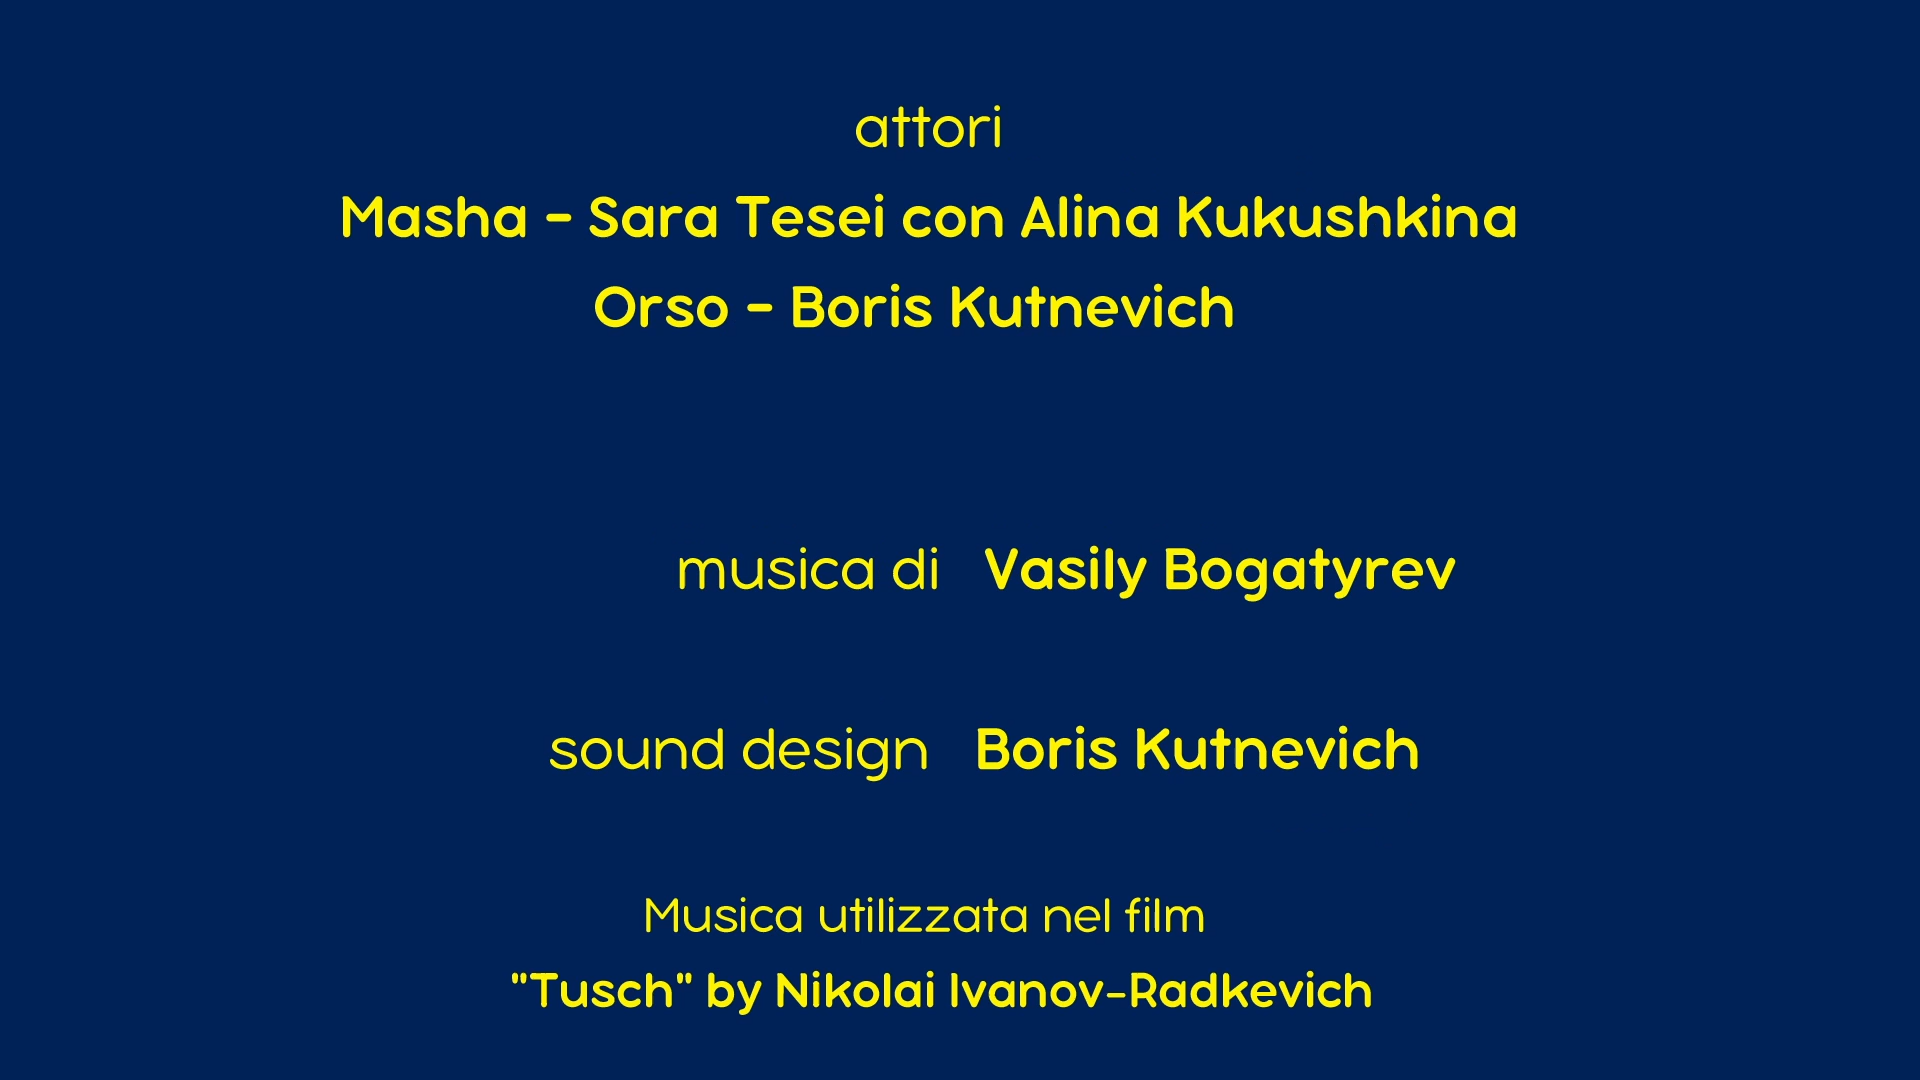 attori
Masha - Sara Tesei con Alina Kukushkina
Orso - Boris Kutnevich
musica di Vasily Bogatyrev
sound design Boris Kutnevich
Musica utilizzata nel film
"Tusch" by Nikolai Ivanov-Radkevich